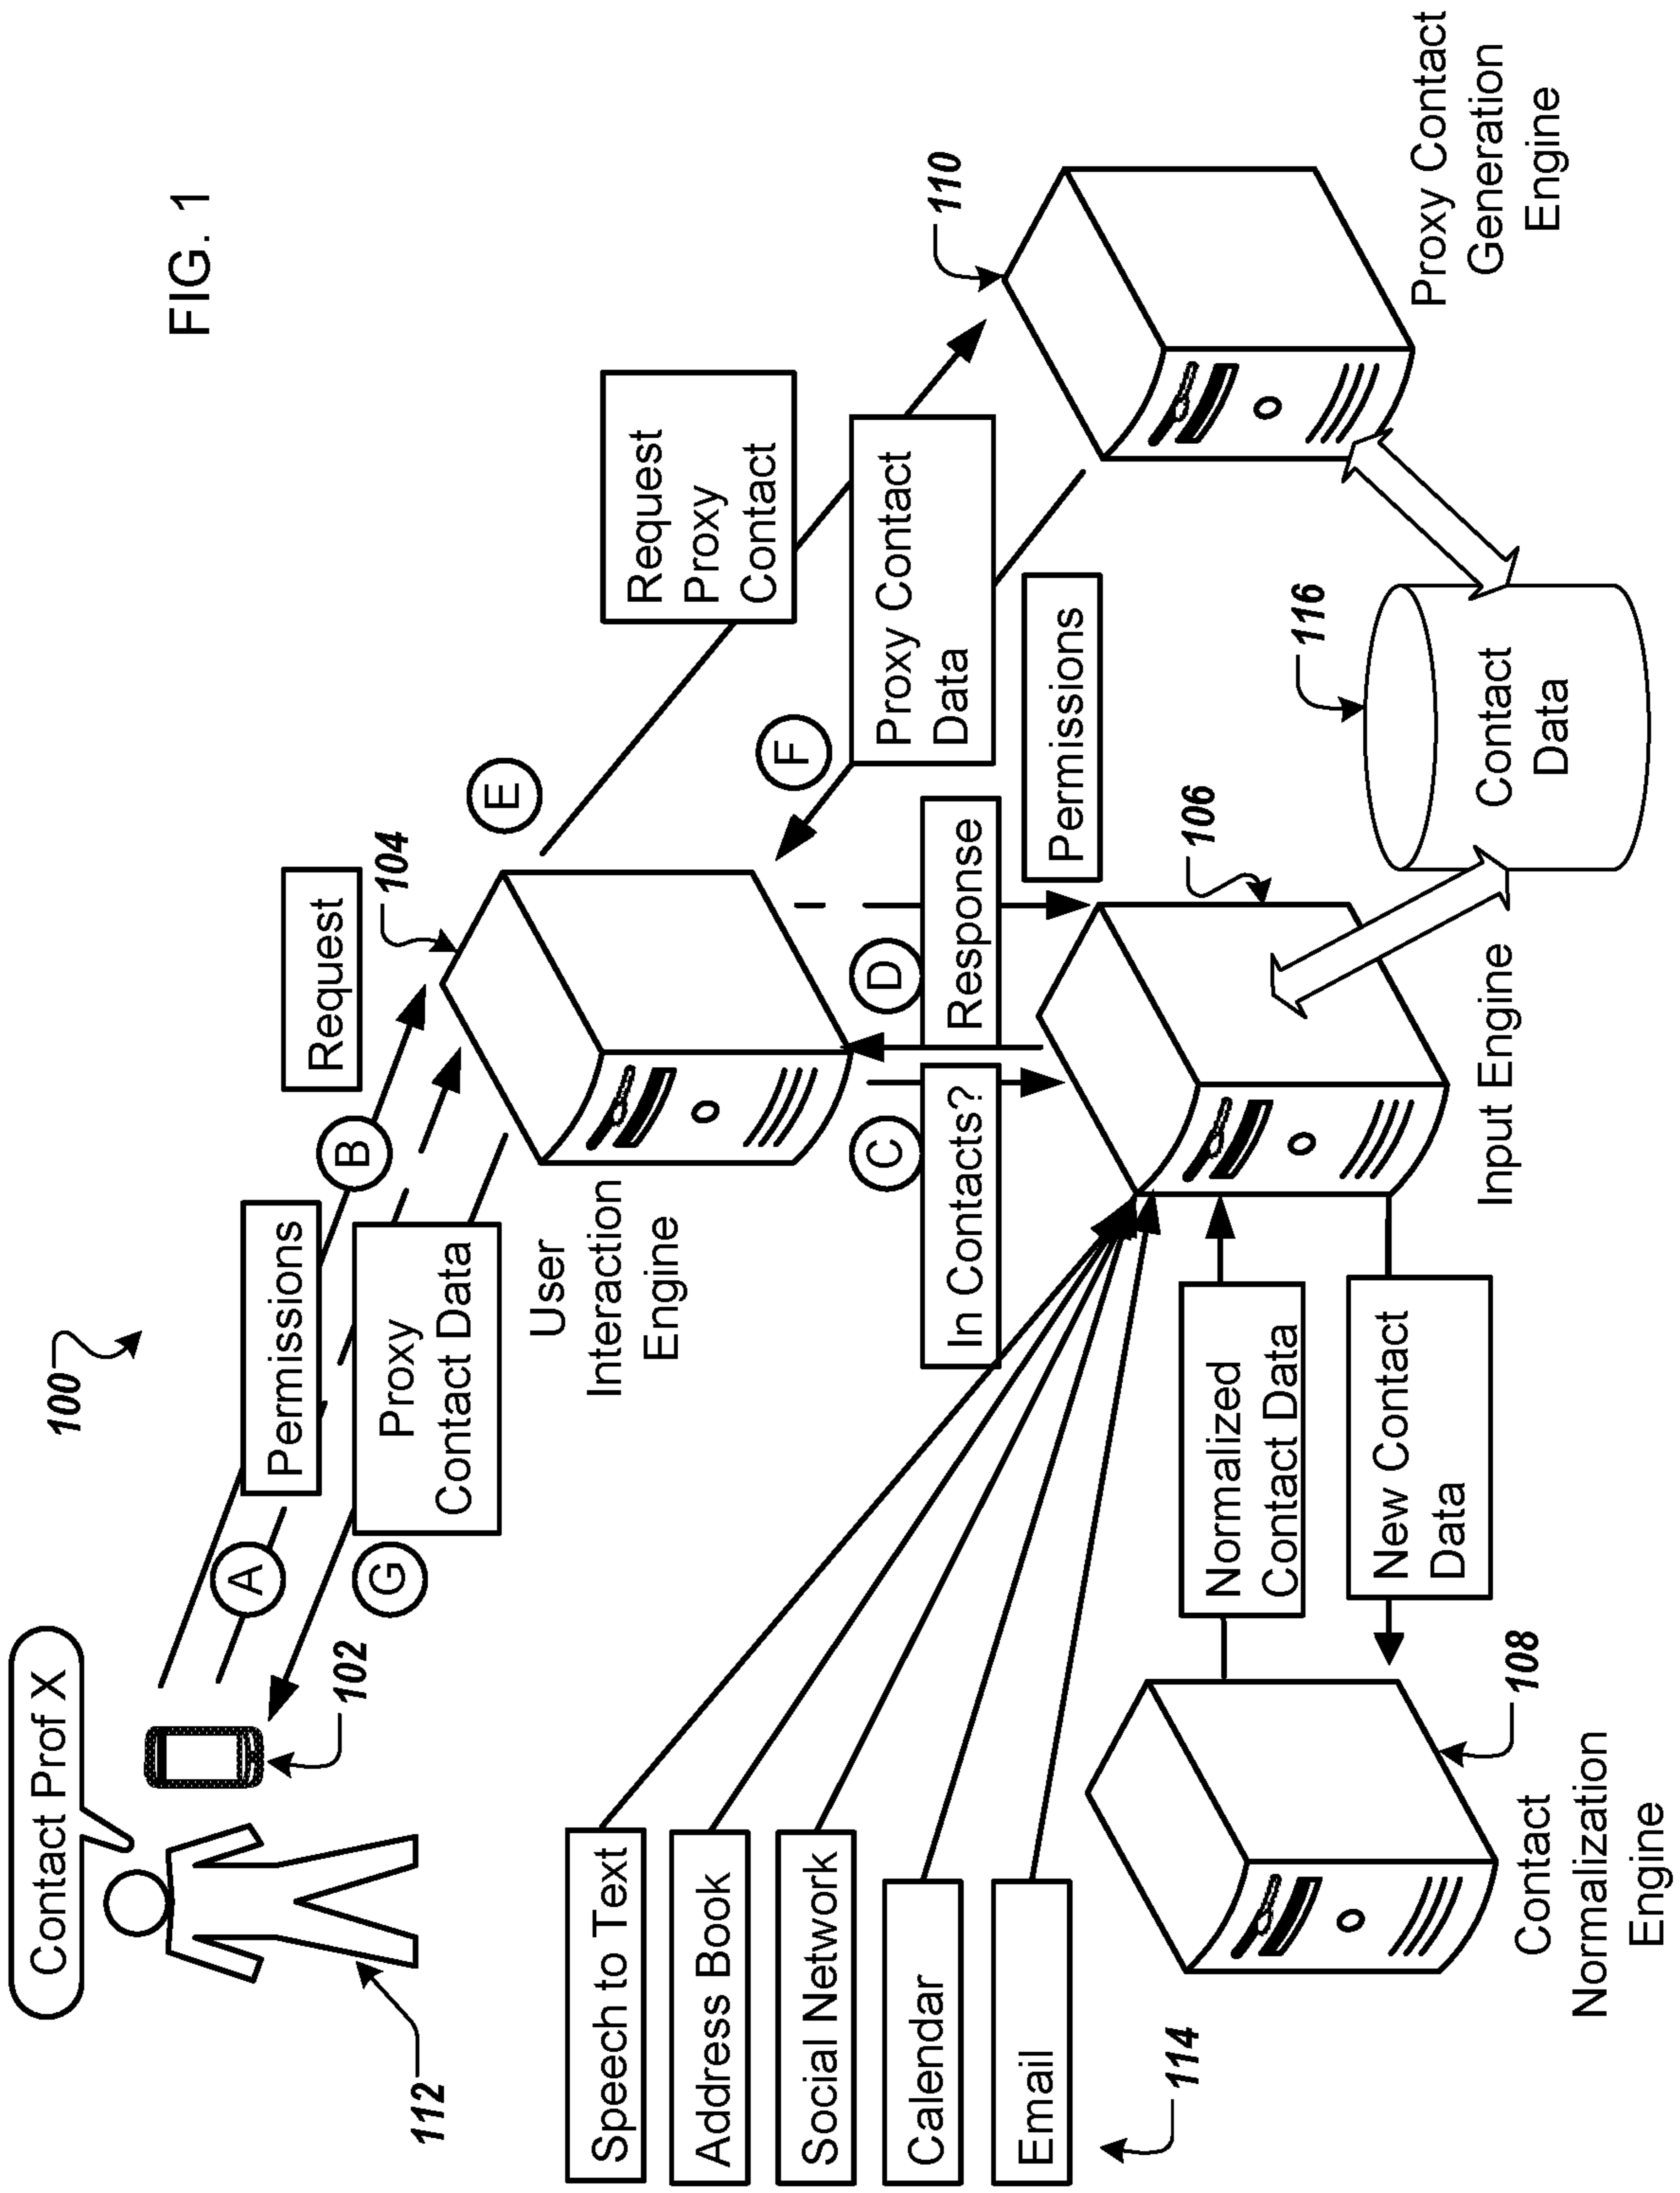 FIG. 1
100
Contact Prof X
102
112
A
Permissions
B
Request
G
Proxy
Contact Data
104
User
Interaction
Engine
E
Request
Proxy
Contact
F
Proxy Contact
Data
110
Proxy Contact
Generation
Engine
C
In Contacts?
D
Response
Permissions
106
Input Engine
116
Contact
Data
Speech to Text
Address Book
Social Network
Calendar
Email
114
Normalized
Contact Data
New Contact
Data
108
Contact
Normalization
Engine